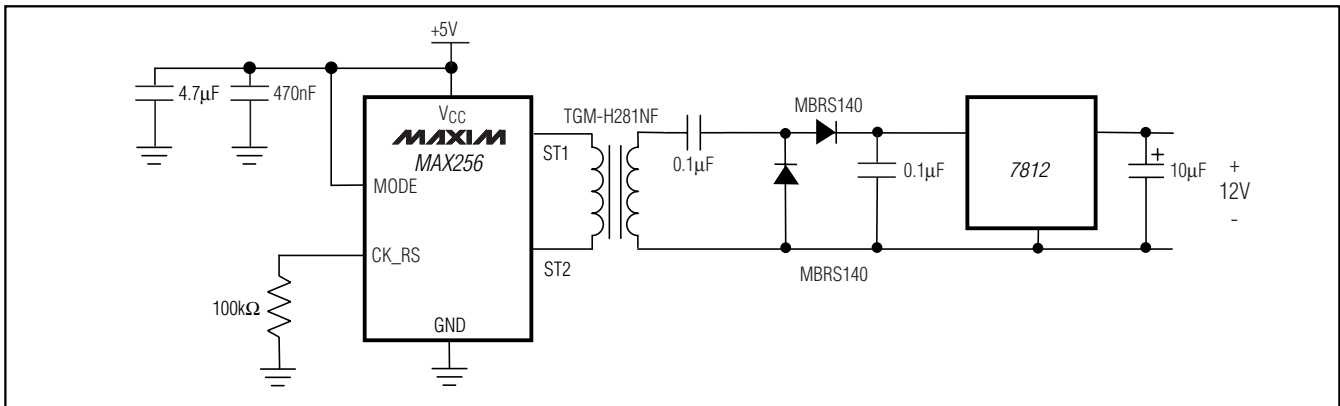 +5V
4.7μF
470nF
VCC
MAXIM
MAX256
MODE
CK_RS
GND
100kΩ
ST1
ST2
TGM-H281NF
0.1μF
MBRS140
0.1μF
MBRS140
7812
+
10μF
+
12V
-